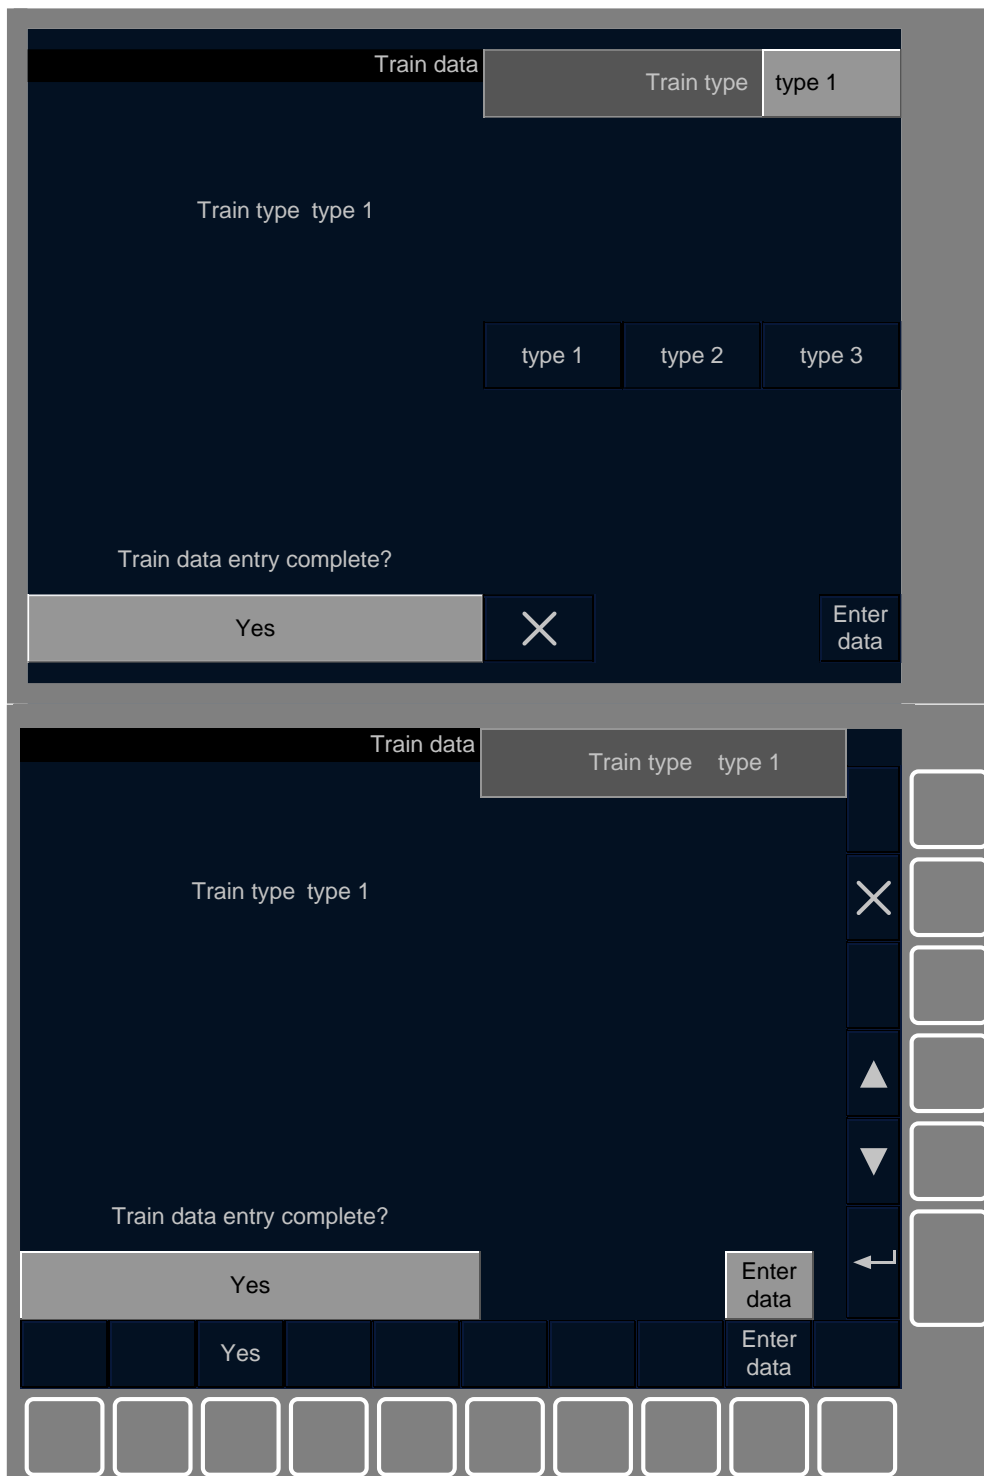 Train data
Train type type 1
Train type type 1
type 1 type 2 type 3
Train data entry complete?
Yes
Enter
data
Train data
Train type type 1
Train type type 1
Train data entry complete?
Yes
Enter
data
Yes
Enter
data